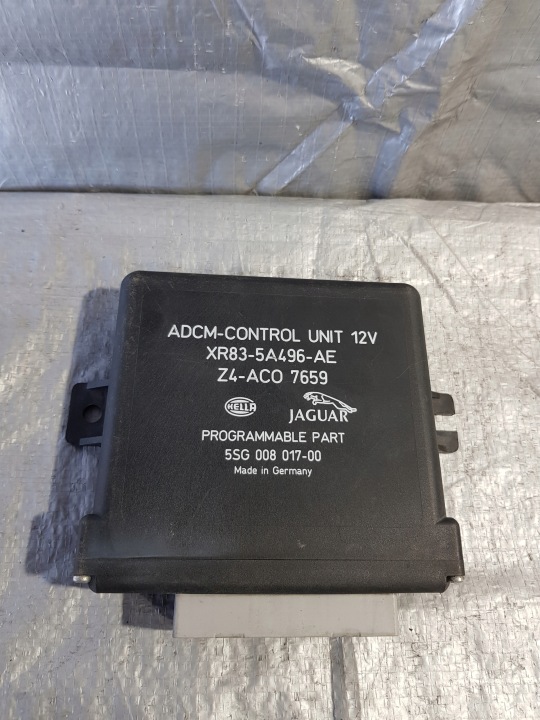 ADCM-CONTROL UNIT 12V
XR83-5A496-AE
Z4-ACO 7659
HELLA
JAGUAR
PROGRAMMABLE PART
5SG 008 017-00
Made in Germany